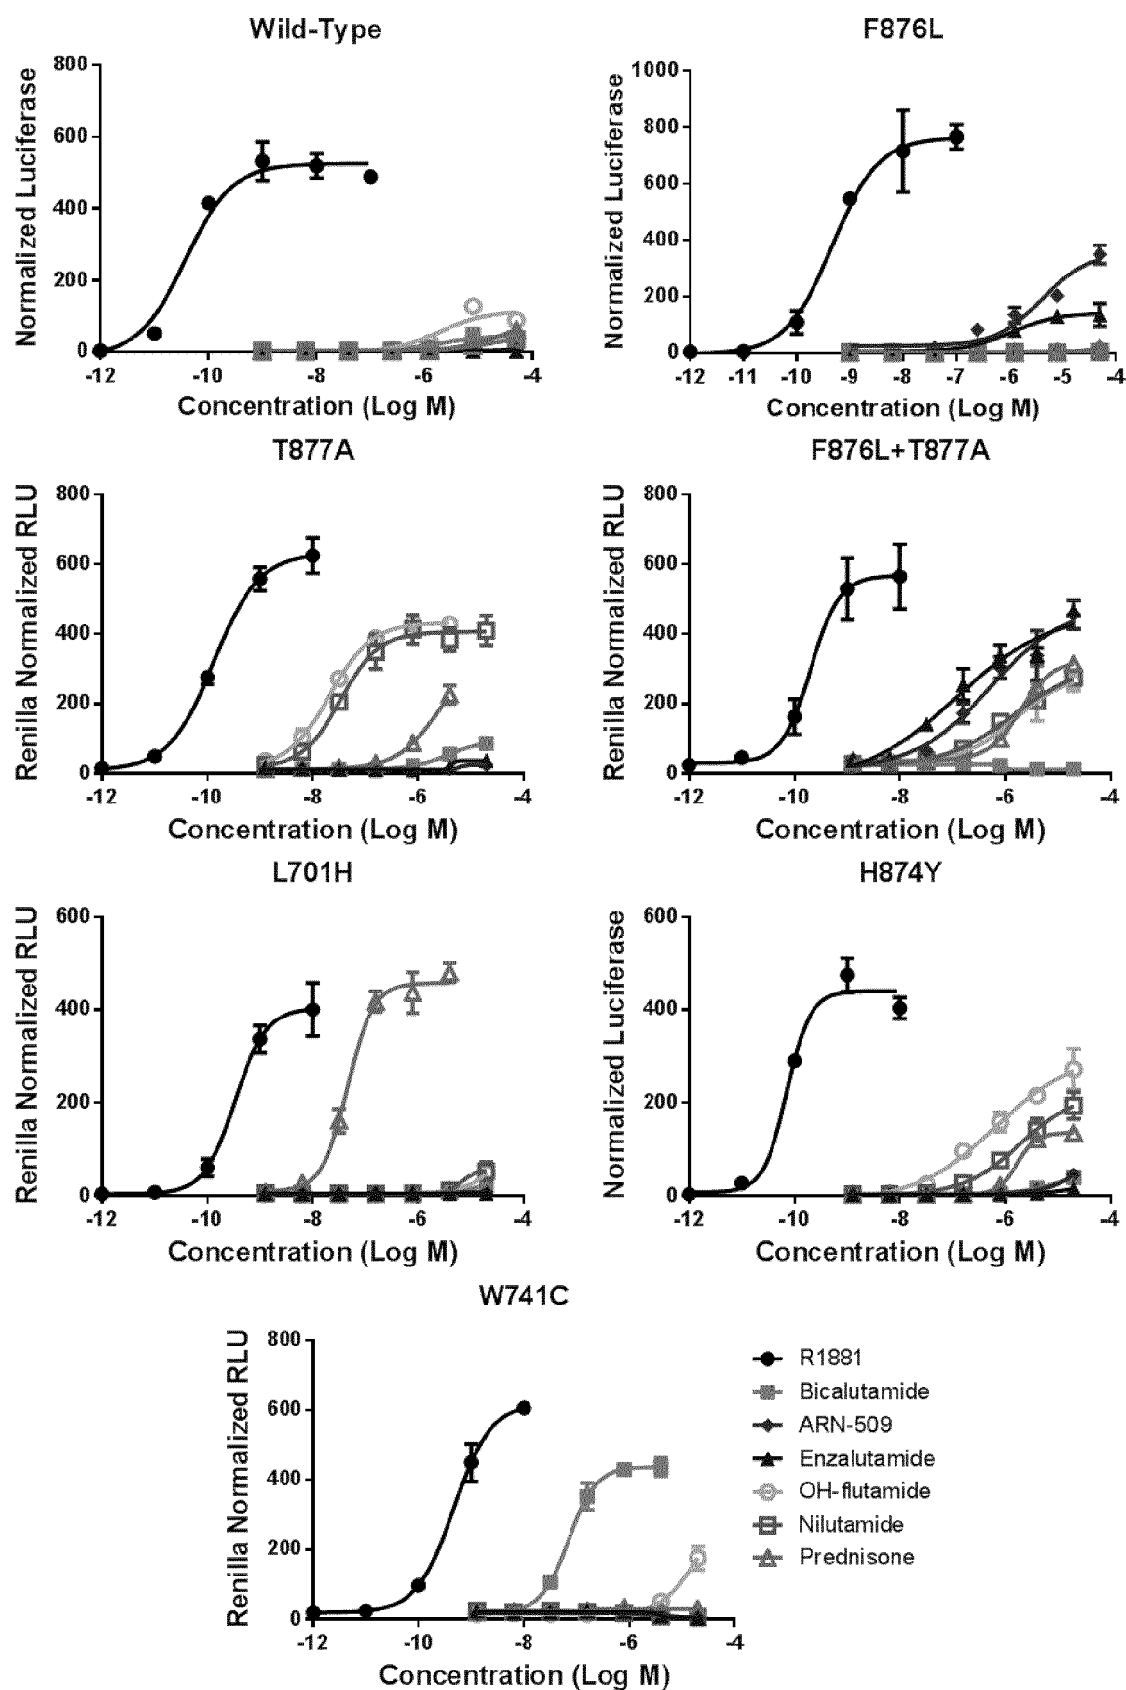 Wild-Type
Normalized Luciferase
800
600
400
200
0
-12
-10
-8
-6
-4
Concentration (Log M)
F876L
Normalized Luciferase
1000
800
600
400
200
0
-12
-11
-10
-9
-8
-7
-6
-5
-4
Concentration (Log M)
T877A
Renilla Normalized RLU
800
600
400
200
0
-12
-10
-8
-6
-4
Concentration (Log M)
F876L+T877A
Renilla Normalized RLU
800
600
400
200
0
-12
-10
-8
-6
-4
Concentration (Log M)
L701H
Renilla Normalized RLU
600
400
200
0
-12
-10
-8
-6
-4
Concentration (Log M)
H874Y
Normalized Luciferase
600
400
200
0
-12
-10
-8
-6
-4
Concentration (Log M)
W741C
Renilla Normalized RLU
800
600
400
200
0
-12
-10
-8
-6
-4
Concentration (Log M)
R1881
Bicalutamide
ARN-509
Enzalutamide
OH-flutamide
Nilutamide
Prednisone